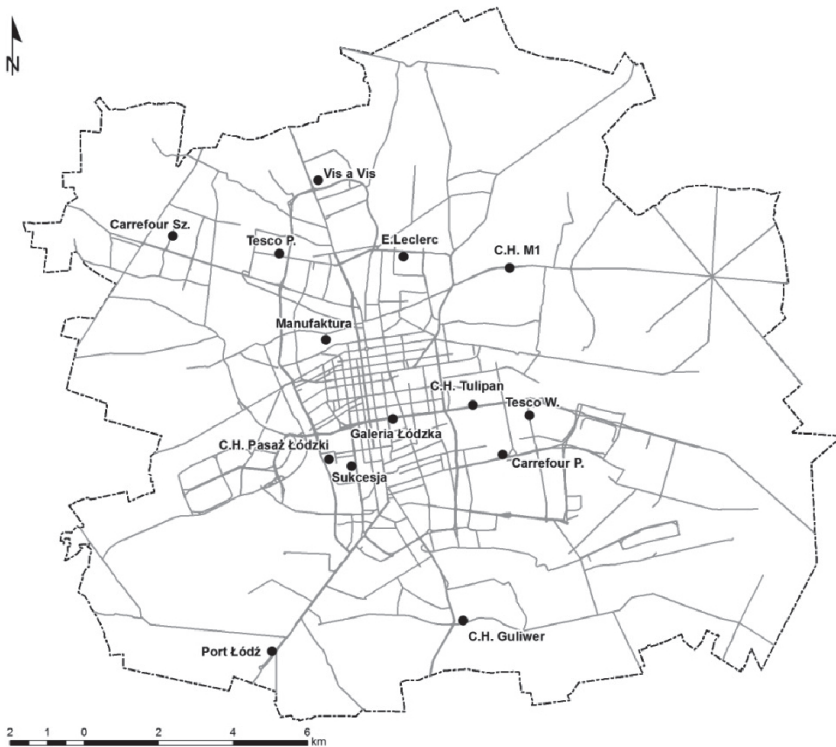 N
Vis a Vis
Carrefour Sz.
Tesco P.
E.Leclerc
C.H. M1
Manufaktura
C.H. Tulipan
Tesco W.
Galeria Łódzka
C.H. Pasaż Łódzki
Sukcesja
Carrefour P.
C.H. Guliwer
Port Łódź
2 1 0 2 4 6
km